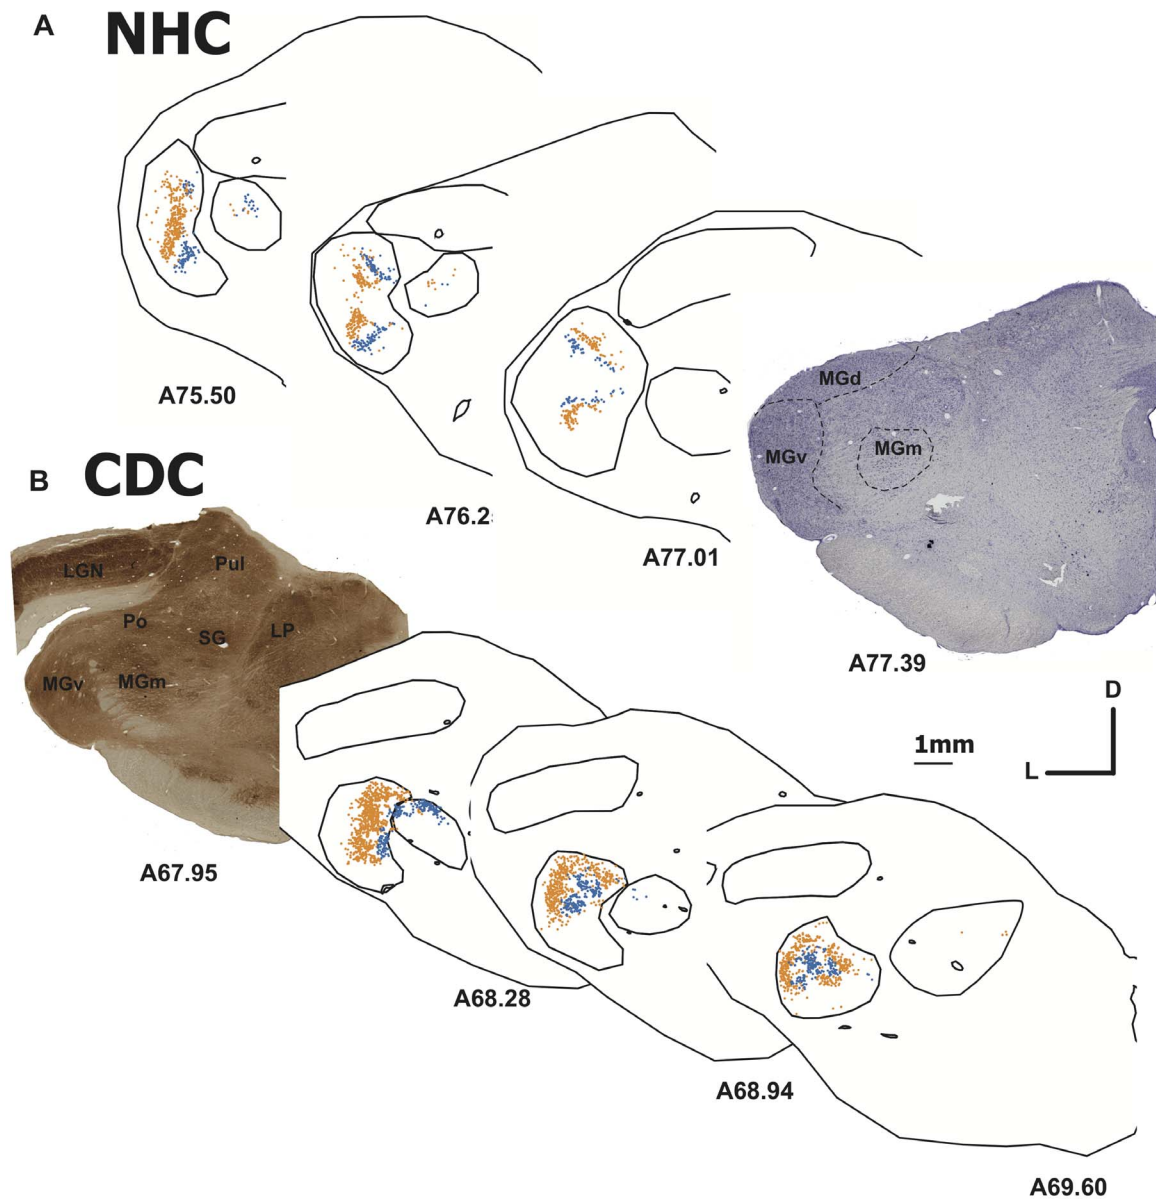 A NHC
A75.50
A76.2
A77.01
MGd
MGv
MGm
A77.39
B CDC
LGN
Pul
Po
SG
LP
MGv
MGm
A67.95
D
L
1mm
A68.28
A68.94
A69.60